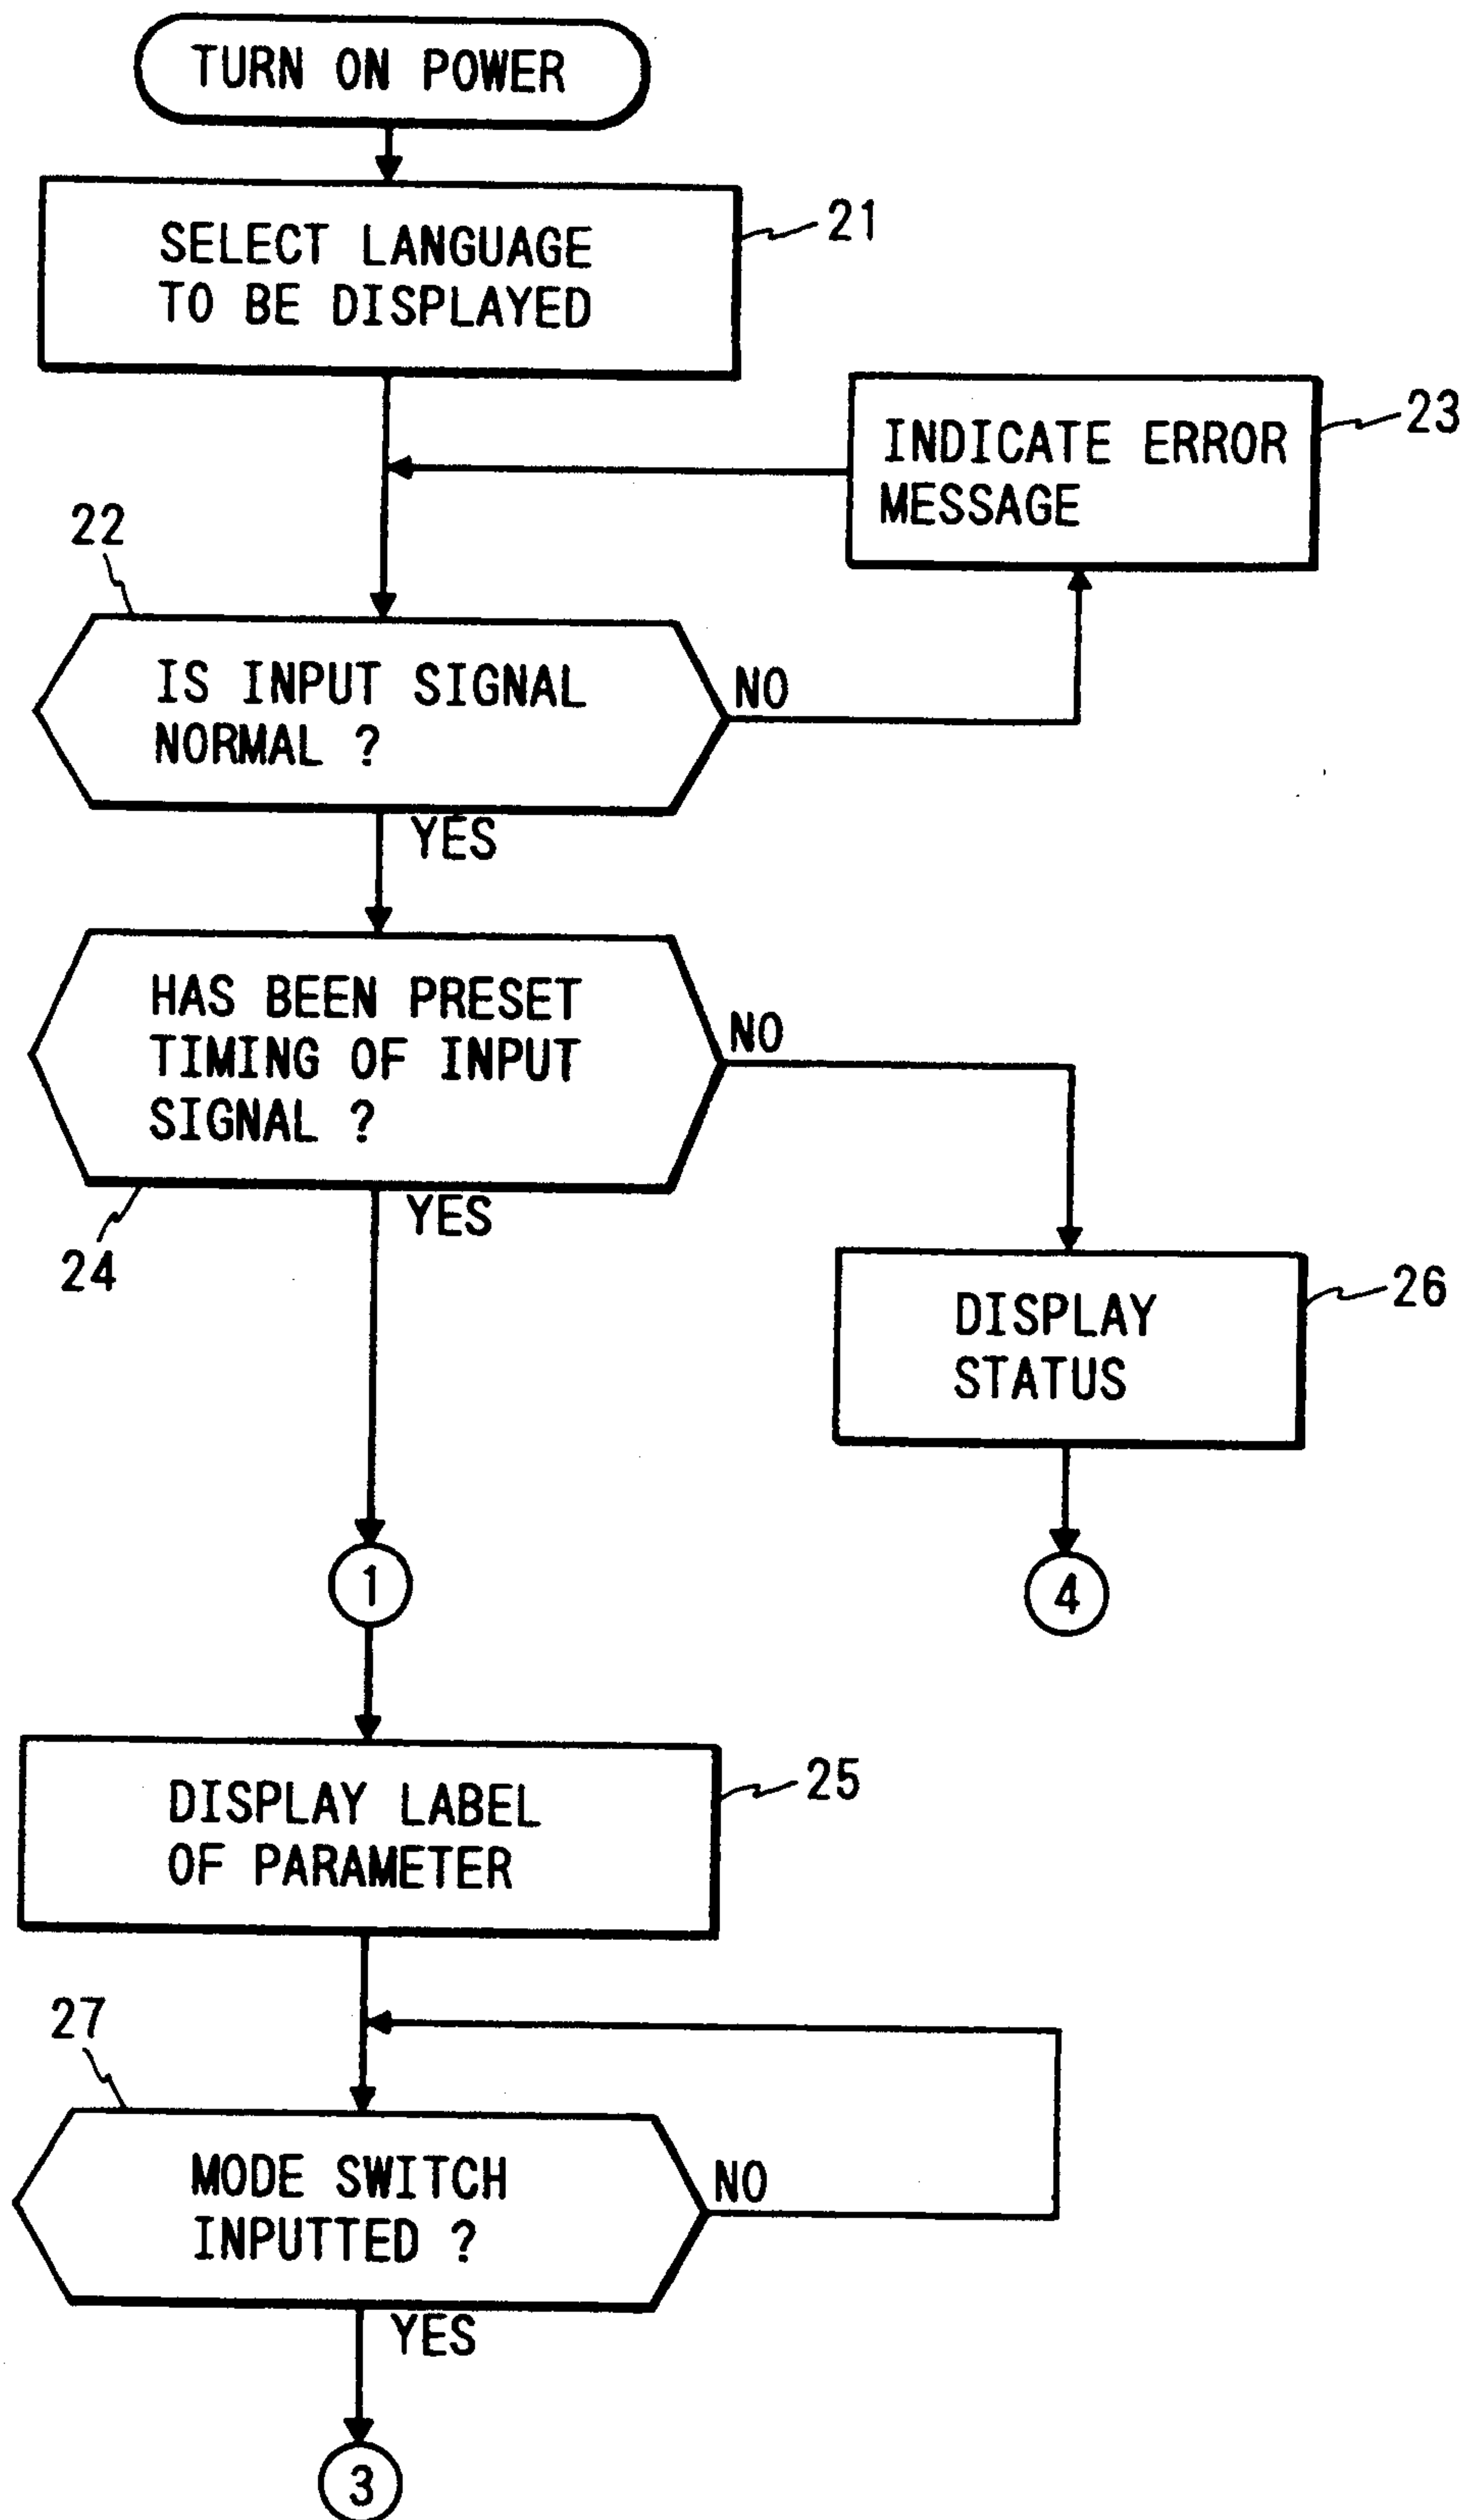 TURN ON POWER
SELECT LANGUAGE
TO BE DISPLAYED
21
INDICATE ERROR
MESSAGE
23
22
IS INPUT SIGNAL
NORMAL ?
NO
YES
HAS BEEN PRESET
TIMING OF INPUT
SIGNAL ?
NO
YES
24
DISPLAY
STATUS
26
1
4
DISPLAY LABEL
OF PARAMETER
25
27
MODE SWITCH
INPUTTED ?
NO
YES
3